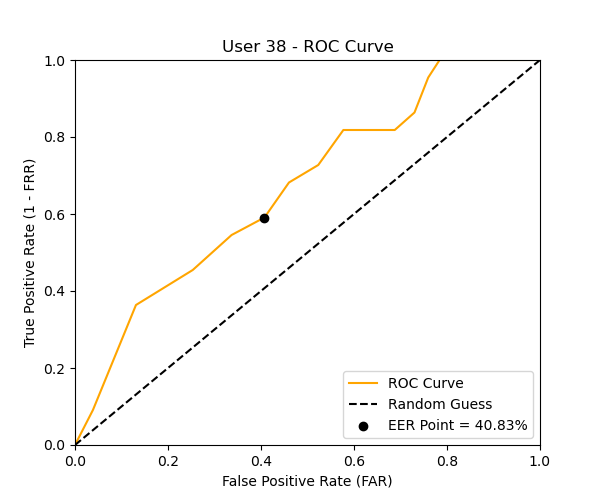 User 38 - ROC Curve
True Positive Rate (1 - FRR)
1.0
0.8
0.6
0.4
0.2
0.0
ROC Curve
Random Guess
EER Point = 40.83%
0.0 0.2 0.4 0.6 0.8 1.0
False Positive Rate (FAR)